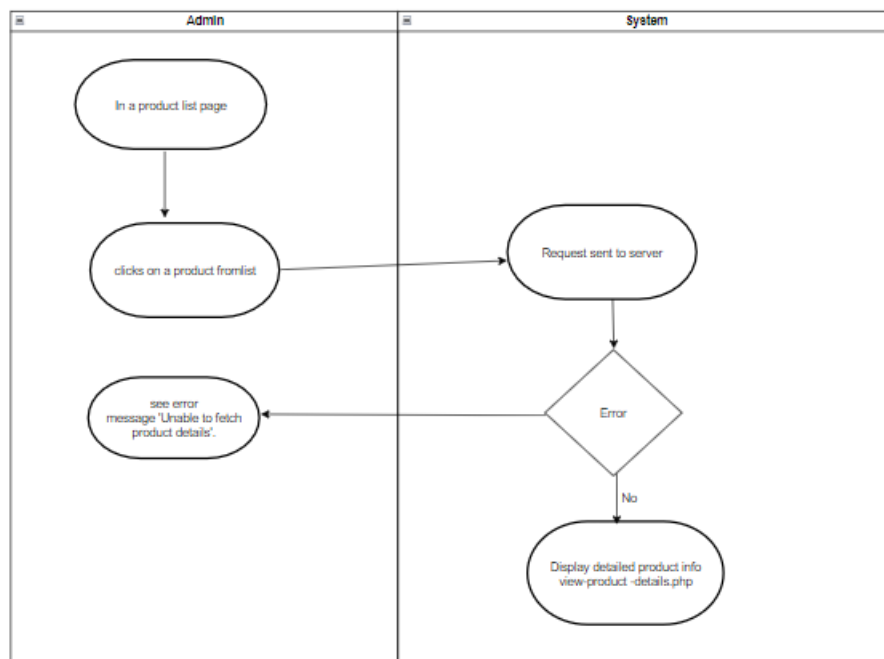 Admin
System
In a product list page
clicks on a product fromlist
Request sent to server
see error
message 'Unable to fetch
product details'.
Error
No
Display detailed product info
view-product -details.php